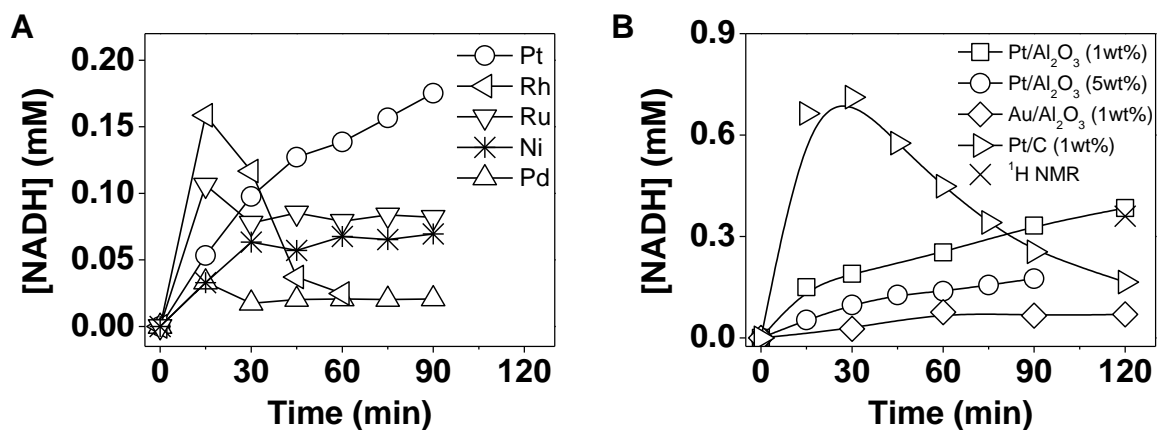 A
[NADH] (mM)
0.20
0.15
0.10
0.05
0.00
Pt
Rh
Ru
Ni
Pd
0 30 60 90 120
Time (min)
B
[NADH] (mM)
0.9
0.6
0.3
0.0
Pt/Al₂O₃ (1wt%)
Pt/Al₂O₃ (5wt%)
Au/Al₂O₃ (1wt%)
Pt/C (1wt%)
¹H NMR
0 30 60 90 120
Time (min)